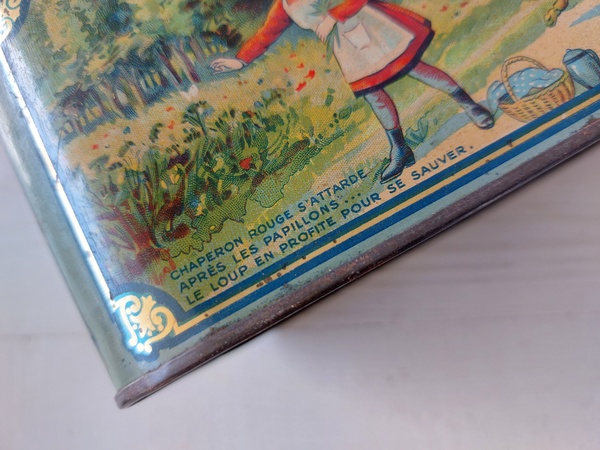 CHAPERON ROUGE S'ATTARDE
APRÈS LES PAPILLONS...
LE LOUP EN PROFITE POUR SE SAUVER.